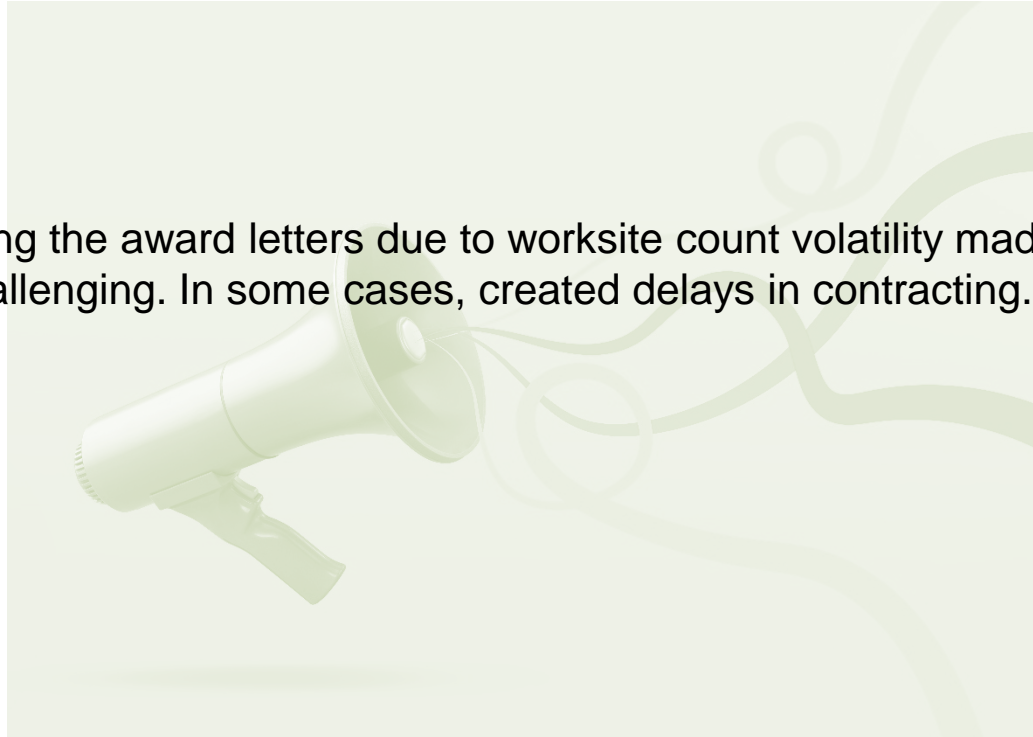 ng the award letters due to worksite count volatility mad
allenging. In some cases, created delays in contracting.